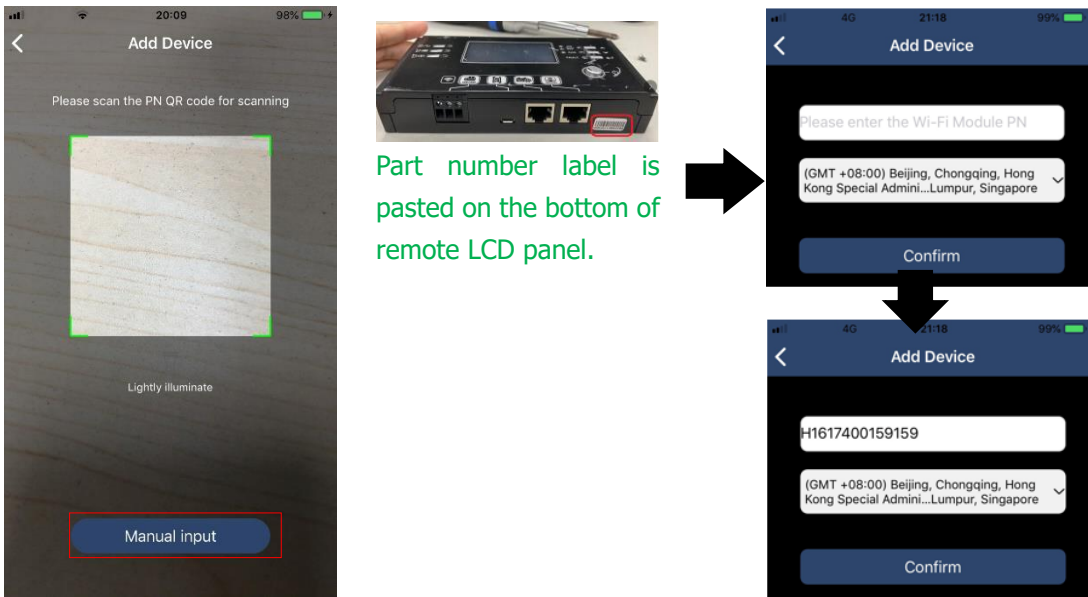 20:09
98%
Add Device
Please scan the PN QR code for scanning
Lightly illuminate
Manual input
Part number label is
pasted on the bottom of
remote LCD panel.
4G
21:18
99%
Add Device
Please enter the Wi-Fi Module PN
(GMT +08:00) Beijing, Chongqing, Hong
Kong Special Admini...Lumpur, Singapore
Confirm
4G
21:18
99%
Add Device
H1617400159159
(GMT +08:00) Beijing, Chongqing, Hong
Kong Special Admini...Lumpur, Singapore
Confirm